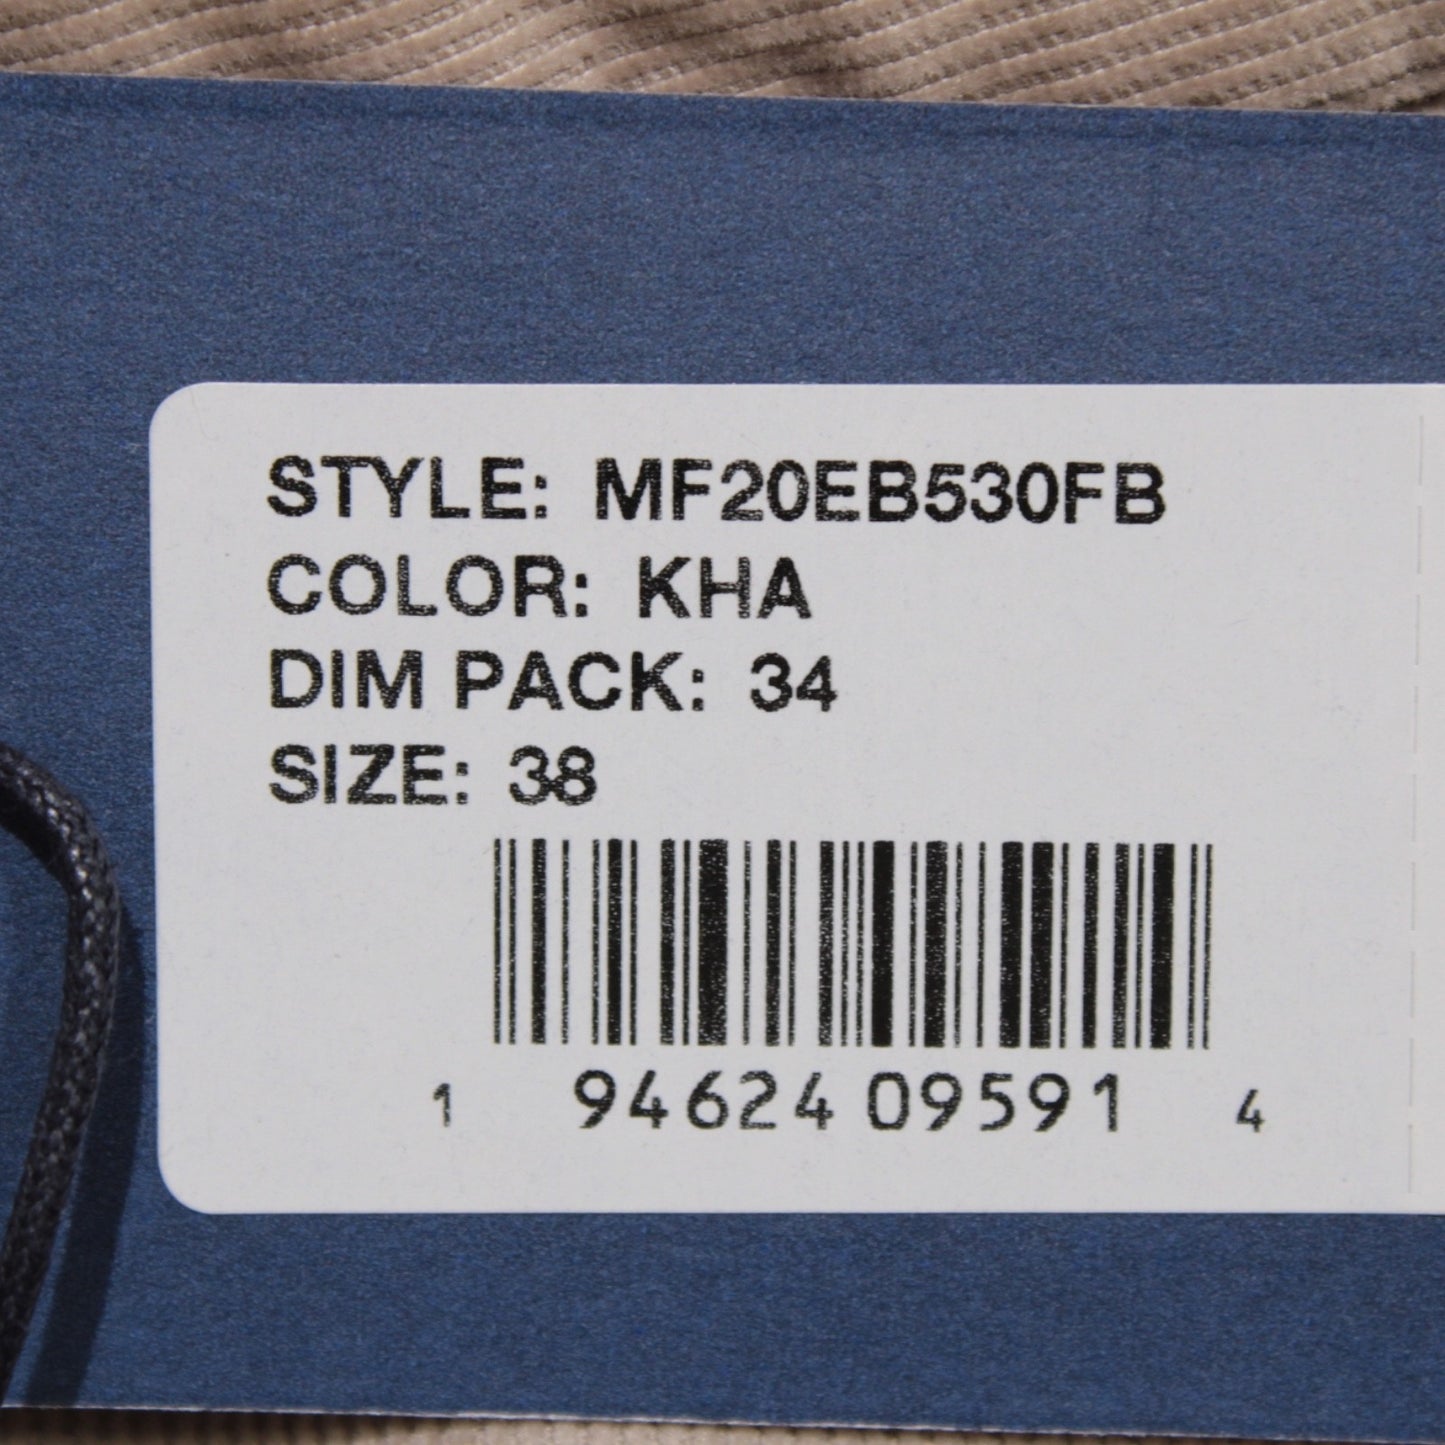 STYLE: MF20EB530FB
COLOR: KHA
DIM PACK: 34
SIZE: 38
1 94624 09591 4